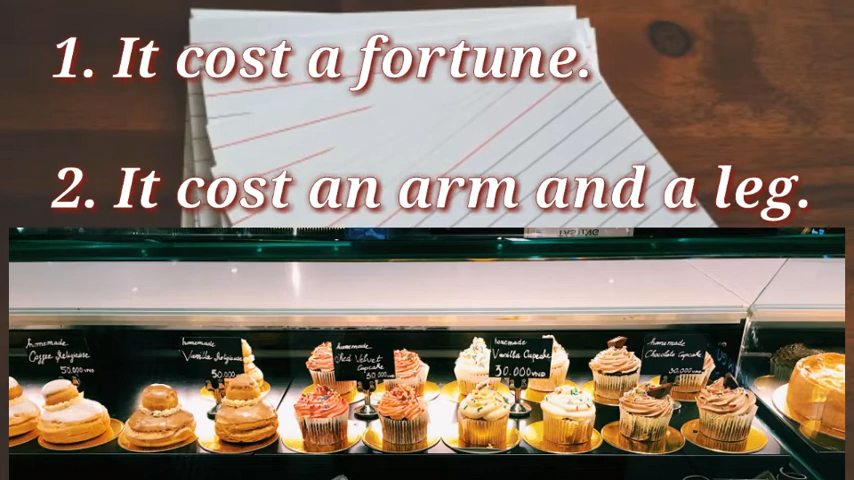 1. It cost a fortune.
2. It cost an arm and a leg.
homemade
Coffee Religieuse
50.000 VND
homemade
Vanilla Religieuse
50.000
homemade
Red Velvet
Cupcake
30.000
homemade
Vanilla Cupcake
30.000 VND
homemade
Chocolate Cupcake
30.000